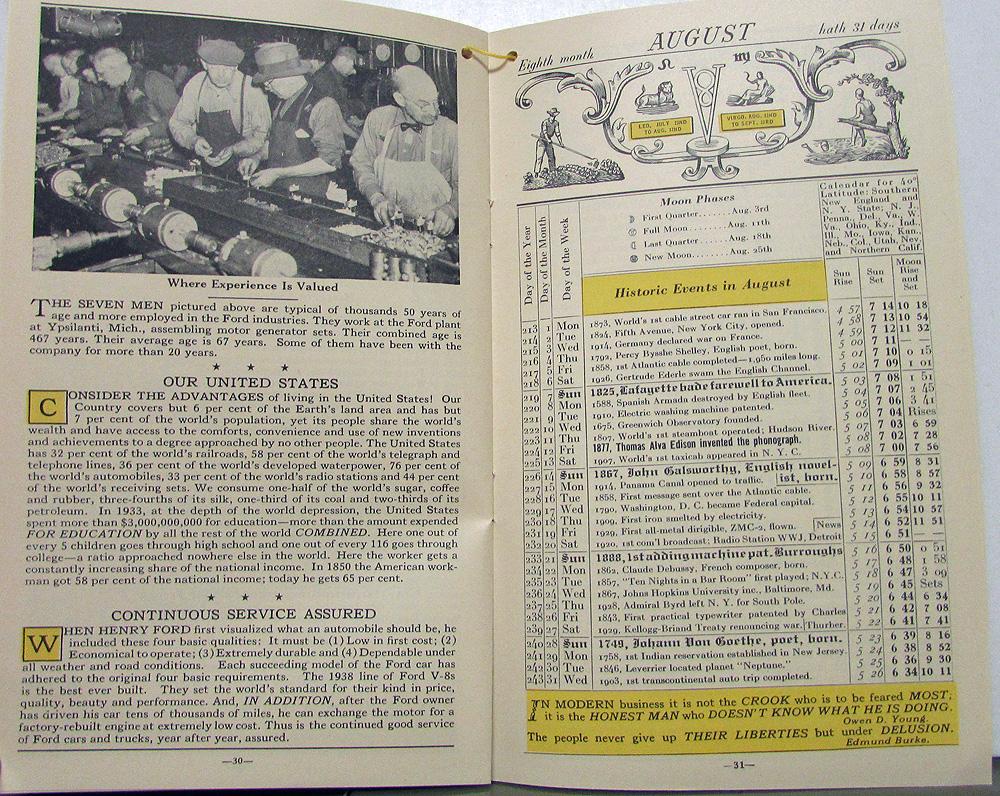 Where Experience Is Valued
THE SEVEN MEN pictured above are typical of thousands 50 years of
age and more employed in the Ford industries. They work at the Ford plant
at Ypsilanti, Mich., assembling motor generator sets. Their combined age is
467 years. Their average age is 67 years. Some of them have been with the
company for more than 20 years.
OUR UNITED STATES
CONSIDER THE ADVANTAGES of living in the United States! Our
Country covers but 6 per cent of the Earth's land area and has but
7 per cent of the world's population, yet its people share the world's
wealth and have access to the comforts, convenience and use of new inventions
and achievements to a degree approached by no other people. The United States
has 32 per cent of the world's railroads, 58 per cent of the world's telegraph and
telephone lines, 36 per cent of the world's developed waterpower, 76 per cent of
the world's automobiles, 33 per cent of the world's radio stations and 44 per cent
of the world's receiving sets. We consume one-half of the world's sugar, coffee
and rubber, three-fourths of its silk, one-third of its coal and two-thirds of its
petroleum. In 1933, at the depth of the world depression, the United States
spent more than $3,000,000,000 for education—more than the amount expended
FOR EDUCATION by all the rest of the world COMBINED. Here one out of
every 5 children goes through high school and one out of every 116 goes through
college—a ratio approached nowhere else in the world. Here the worker gets a
constantly increasing share of the national income. In 1850 the American work-
man got 58 per cent of the national income; today he gets 65 per cent.
CONTINUOUS SERVICE ASSURED
WHEN HENRY FORD first visualized what an automobile should be, he
included these four basic qualities: It must be (1) Low in first cost; (2)
Economical to operate; (3) Extremely durable and (4) Dependable under
all weather and road conditions. Each succeeding model of the Ford car has
adhered to the original four basic requirements. The 1938 line of Ford V-8s
is the best ever built. They set the world's standard for their kind in price,
quality, beauty and performance. And, IN ADDITION, after the Ford owner
has driven his car tens of thousands of miles, he can exchange the motor for a
factory-rebuilt engine at extremely low cost. Thus is the continued good service
of Ford cars and trucks, year after year, assured.
—30—
Eighth month AUGUST hath 31 days
V8
LEO, JULY 22ND
TO AUG. 22ND
VIRGO, AUG. 22ND
TO SEPT. 23RD
Moon Phases
First Quarter.......Aug. 3rd
Full Moon.......Aug. 11th
Last Quarter.......Aug. 18th
New Moon.......Aug. 25th
Calendar for 40°
Latitude: Southern
New England and
N. Y. State; N. J.
Penna., Del., Va., W.
Va., Ohio, Ky., Ind.,
Ill., Mo., Iowa, Kan.,
Neb., Col., Utah, Nev.
and Northern Calif.
Day of the Year
Day of the Month
Day of the Week
Historic Events in August
Sun Rise
Sun Set
Moon Rise and Set
213 1 Mon 1873, World's 1st cable street car ran in San Francisco. 4 57 7 14 10 18
214 2 Tue 1824, Fifth Avenue, New York City, opened. 4 58 7 13 10 54
215 3 Wed 1914, Germany declared war on France. 4 59 7 12 11 32
216 4 Thu 1792, Percy Bysshe Shelley, English poet, born. 5 00 7 11 — —
217 5 Fri 1858, 1st Atlantic cable completed—1,950 miles long. 5 01 7 10 0 15
218 6 Sat 1926, Gertrude Ederle swam the English Channel. 5 02 7 09 1 01
219 7 Sun 1825, Lafayette bade farewell to America. 5 03 7 08 1 51
220 8 Mon 1588, Spanish Armada destroyed by English fleet. 5 04 7 07 2 45
221 9 Tue 1910, Electric washing machine patented. 5 05 7 06 3 41
222 10 Wed 1675, Greenwich Observatory founded. 5 06 7 04 Rises
223 11 Thu 1807, World's 1st steamboat operated; Hudson River. 5 07 7 03 6 59
224 12 Fri 1877, Thomas Alva Edison invented the phonograph. 5 08 7 02 7 28
225 13 Sat 1907, World's 1st taxicab appeared in N. Y. C. 5 08 7 00 7 56
226 14 Sun 1867, John Galsworthy, English novel- 5 09 6 59 8 31
227 15 Mon 1914, Panama Canal opened to traffic. [ist, born. 5 10 6 58 8 57
228 16 Tue 1858, First message sent over the Atlantic cable. 5 11 6 56 9 32
229 17 Wed 1790, Washington, D. C. became Federal capital. 5 12 6 55 10 11
230 18 Thu 1909, First iron smelted by electricity. 5 13 6 54 10 57
231 19 Fri 1929, First all-metal dirigible, ZMC-2, flown. [News 5 14 6 52 11 51
232 20 Sat 1920, 1st com'l broadcast; Radio Station WWJ, Detroit 5 15 6 51 — —
233 21 Sun 1888, 1st adding machine pat. Burroughs 5 16 6 50 0 51
234 22 Mon 1862, Claude Debussy, French composer, born. 5 17 6 48 1 58
235 23 Tue 1857, "Ten Nights in a Bar Room" first played; N.Y.C. 5 18 6 47 3 09
236 24 Wed 1867, Johns Hopkins University inc., Baltimore, Md. 5 19 6 45 Sets
237 25 Thu 1928, Admiral Byrd left N. Y. for South Pole. 5 20 6 44 6 34
238 26 Fri 1843, First practical typewriter patented by Charles 5 21 6 42 7 08
239 27 Sat 1929, Kellogg-Briand Treaty renouncing war. [Thurber. 5 22 6 41 7 41
240 28 Sun 1749, Johann Von Goethe, poet, born. 5 23 6 39 8 16
241 29 Mon 1758, 1st Indian reservation established in New Jersey. 5 24 6 38 8 52
242 30 Tue 1846, Leverrier located planet "Neptune." 5 25 6 36 9 30
243 31 Wed 1903, 1st transcontinental auto trip completed. 5 26 6 34 10 11
IN MODERN business it is not the CROOK who is to be feared MOST;
it is the HONEST MAN who DOESN'T KNOW WHAT HE IS DOING.
Owen D. Young.
The people never give up THEIR LIBERTIES but under DELUSION.
Edmund Burke.
—31—